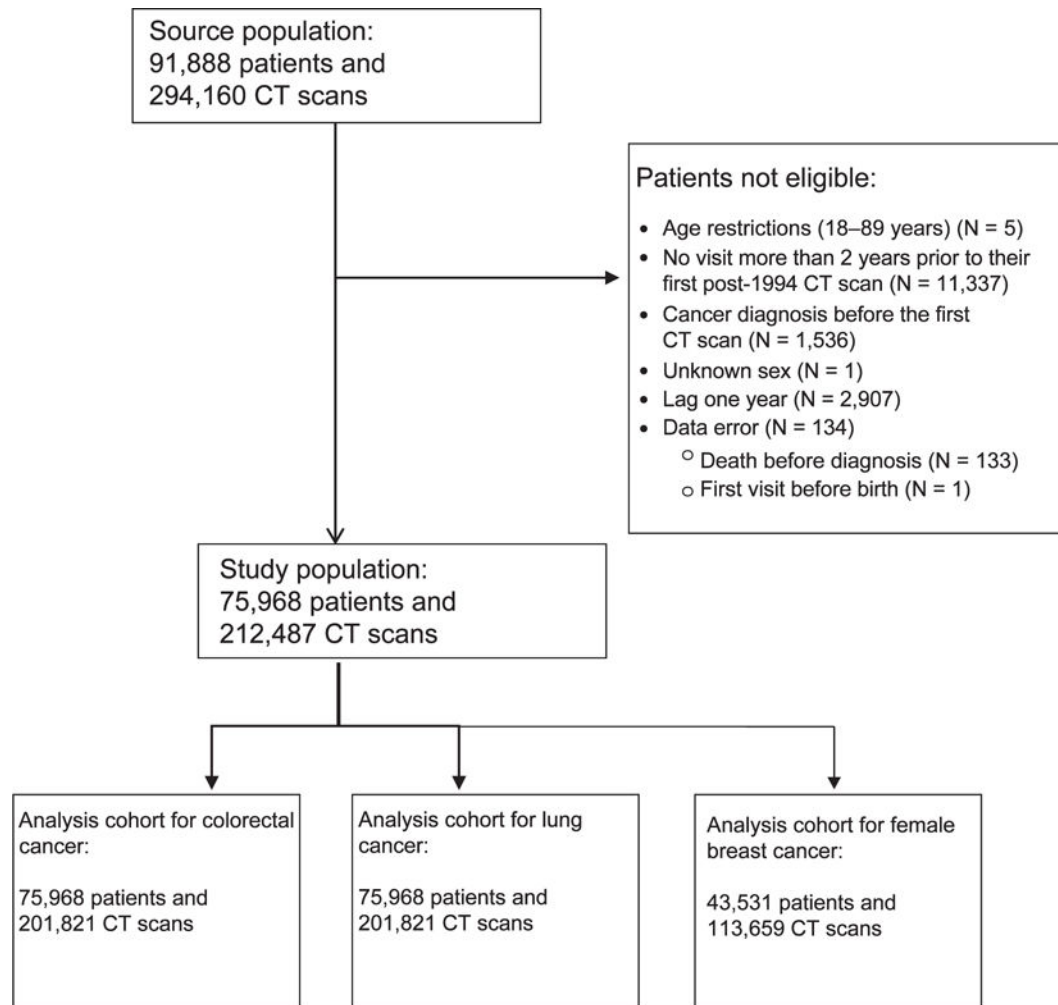 Source population:
91,888 patients and
294,160 CT scans
Patients not eligible:
• Age restrictions (18–89 years) (N = 5)
• No visit more than 2 years prior to their
first post-1994 CT scan (N = 11,337)
• Cancer diagnosis before the first
CT scan (N = 1,536)
• Unknown sex (N = 1)
• Lag one year (N = 2,907)
• Data error (N = 134)
○ Death before diagnosis (N = 133)
○ First visit before birth (N = 1)
Study population:
75,968 patients and
212,487 CT scans
Analysis cohort for colorectal
cancer:
75,968 patients and
201,821 CT scans
Analysis cohort for lung
cancer:
75,968 patients and
201,821 CT scans
Analysis cohort for female
breast cancer:
43,531 patients and
113,659 CT scans